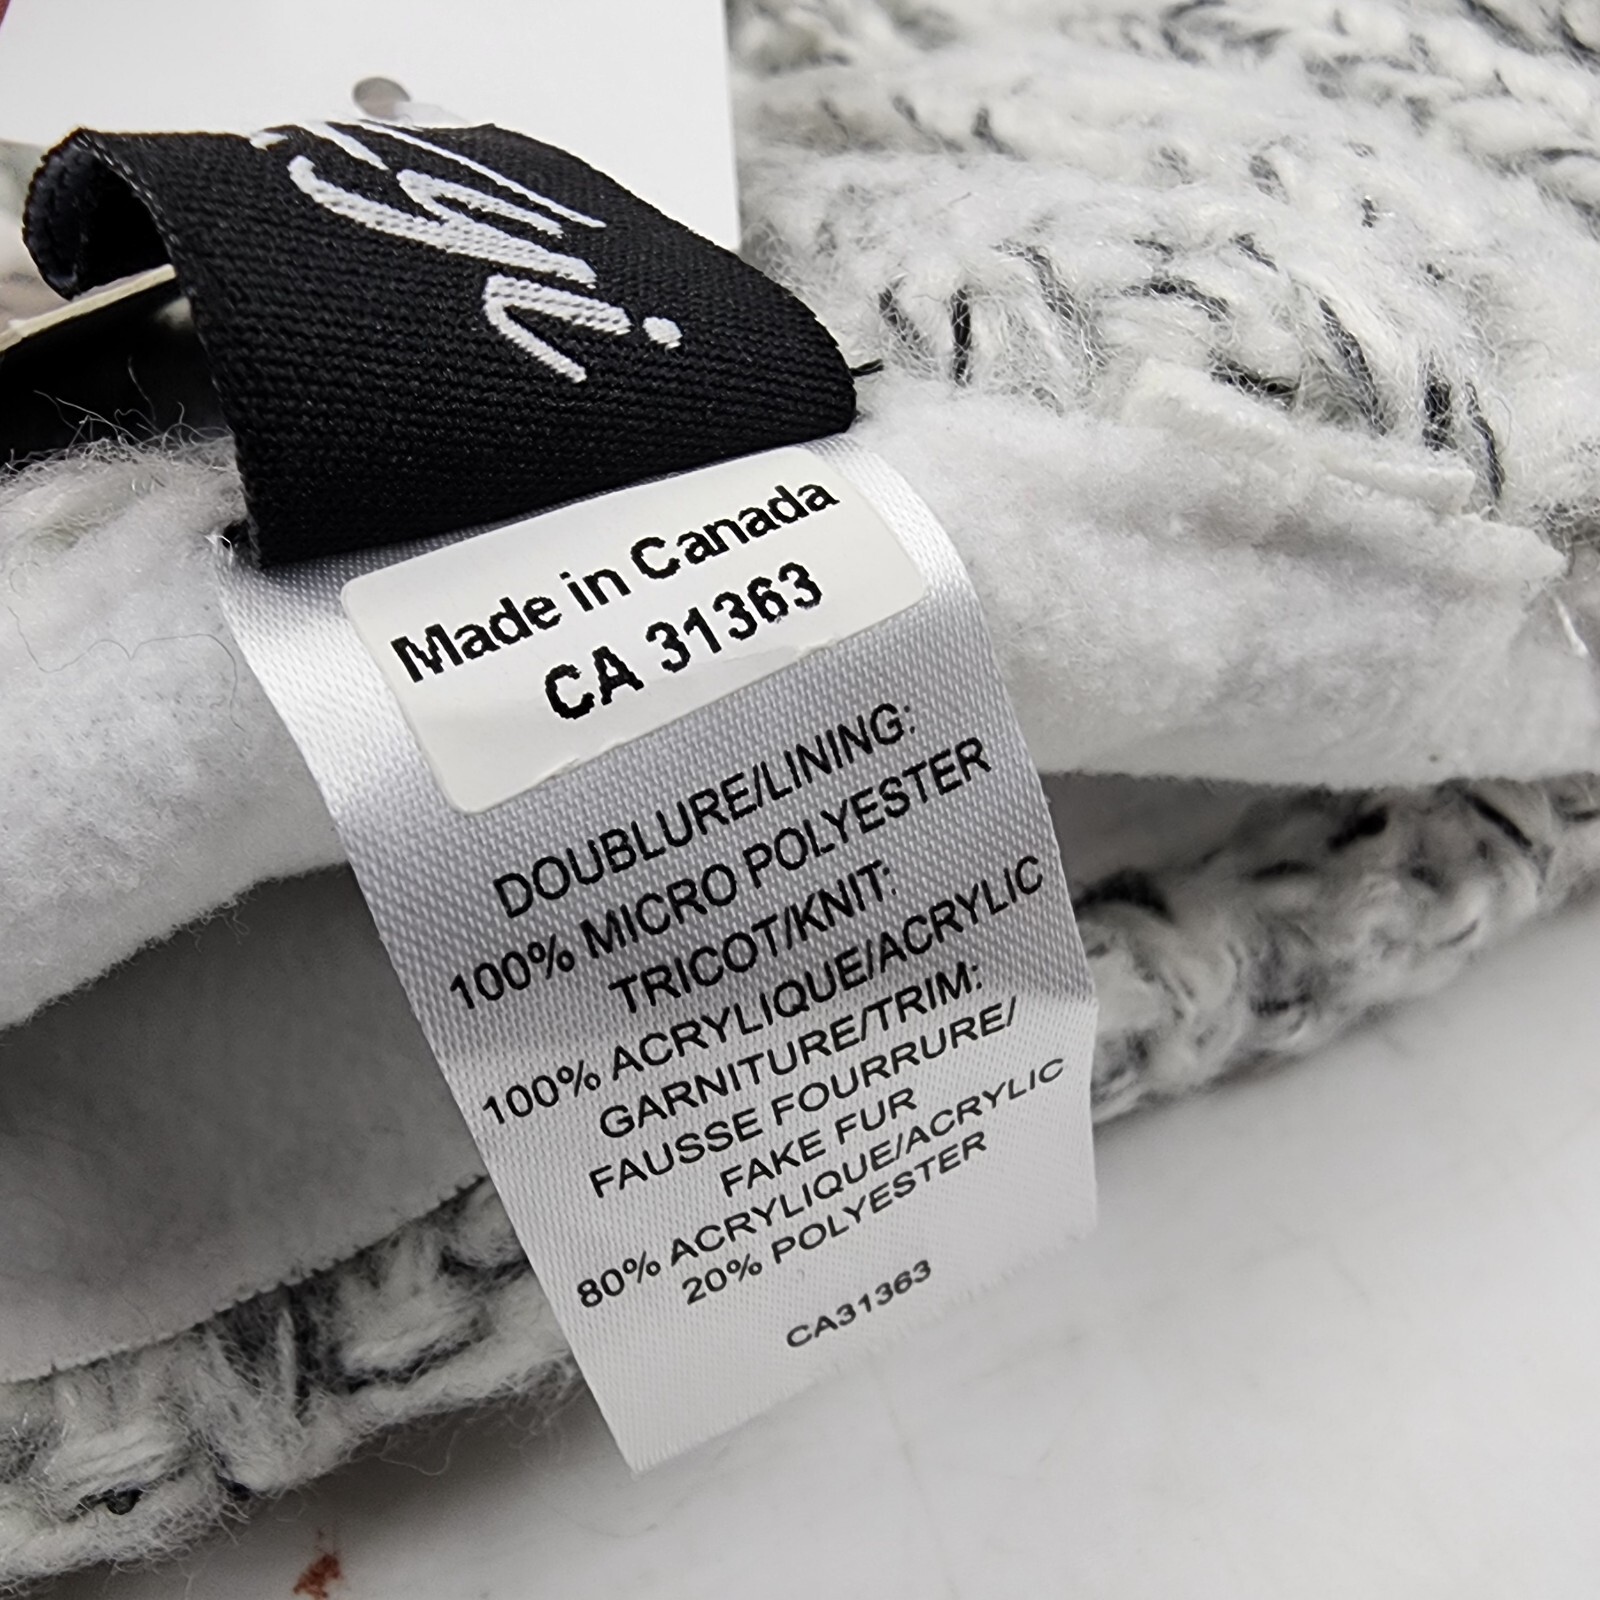 Made in Canada
CA 31363
DOUBLURE/LINING:
100% MICRO POLYESTER
TRICOT/KNIT:
100% ACRYLIQUE/ACRYLIC
GARNITURE/TRIM:
FAUSSE FOURRURE/
FAKE FUR
80% ACRYLIQUE/ACRYLIC
20% POLYESTER
CA31363